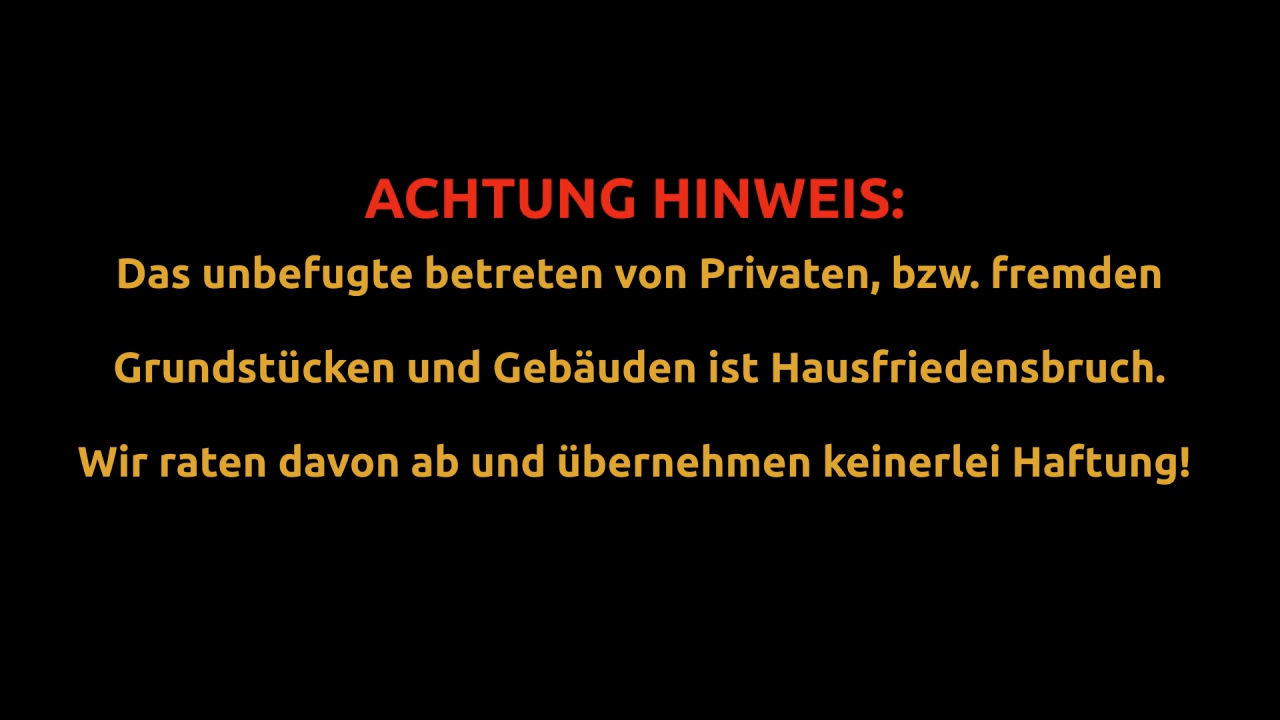 ACHTUNG HINWEIS:
Das unbefugte betreten von Privaten, bzw. fremden
Grundstücken und Gebäuden ist Hausfriedensbruch.
Wir raten davon ab und übernehmen keinerlei Haftung!